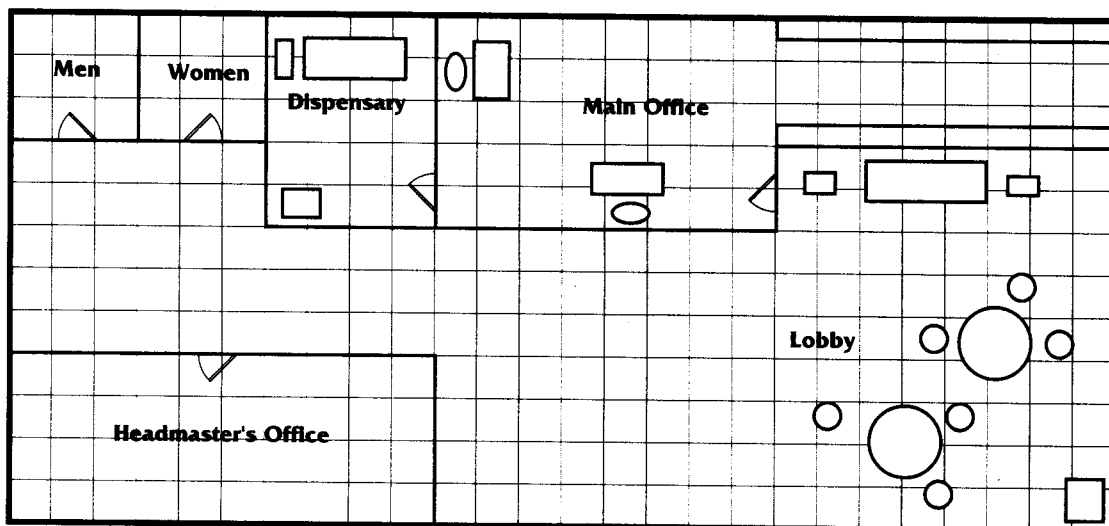 Men
Women
Dispensary
Main Office
Lobby
Headmaster's Office